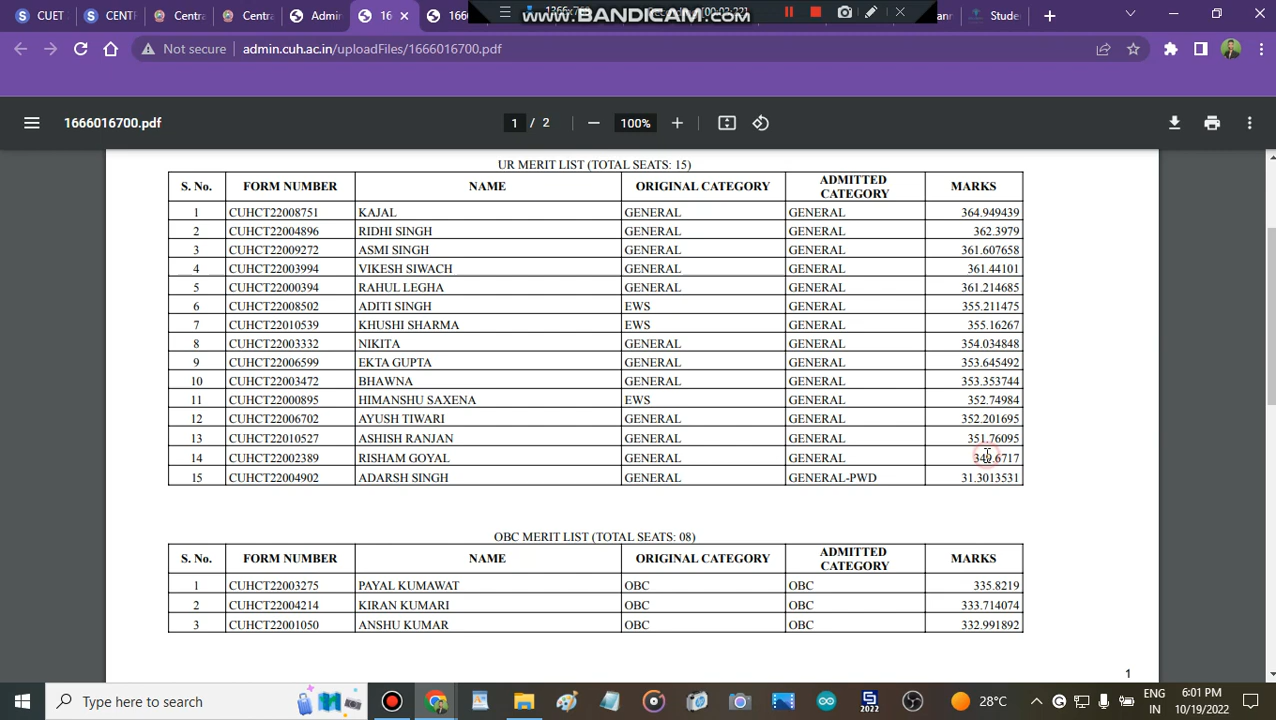 CUET
CENT
Centra
Centra
Admi
16
166
www.BANDICAM.com
ann
Stude
Not secure
admin.cuh.ac.in/uploadFiles/1666016700.pdf
1666016700.pdf
1 / 2
100%
UR MERIT LIST (TOTAL SEATS: 15)
S. No. FORM NUMBER NAME ORIGINAL CATEGORY ADMITTED CATEGORY MARKS
1 CUHCT22008751 KAJAL GENERAL GENERAL 364.949439
2 CUHCT22004896 RIDHI SINGH GENERAL GENERAL 362.3979
3 CUHCT22009272 ASMI SINGH GENERAL GENERAL 361.607658
4 CUHCT22003994 VIKESH SIWACH GENERAL GENERAL 361.44101
5 CUHCT22000394 RAHUL LEGHA GENERAL GENERAL 361.214685
6 CUHCT22008502 ADITI SINGH EWS GENERAL 355.211475
7 CUHCT22010539 KHUSHI SHARMA EWS GENERAL 355.16267
8 CUHCT22003332 NIKITA GENERAL GENERAL 354.034848
9 CUHCT22006599 EKTA GUPTA GENERAL GENERAL 353.645492
10 CUHCT22003472 BHAWNA GENERAL GENERAL 353.353744
11 CUHCT22000895 HIMANSHU SAXENA EWS GENERAL 352.74984
12 CUHCT22006702 AYUSH TIWARI GENERAL GENERAL 352.201695
13 CUHCT22010527 ASHISH RANJAN GENERAL GENERAL 351.76095
14 CUHCT22002389 RISHAM GOYAL GENERAL GENERAL
15 CUHCT22004902 ADARSH SINGH GENERAL GENERAL-PWD 31.3013531
OBC MERIT LIST (TOTAL SEATS: 08)
S. No. FORM NUMBER NAME ORIGINAL CATEGORY ADMITTED CATEGORY MARKS
1 CUHCT22003275 PAYAL KUMAWAT OBC OBC 335.8219
2 CUHCT22004214 KIRAN KUMARI OBC OBC 333.714074
3 CUHCT22001050 ANSHU KUMAR OBC OBC 332.991892
1
Type here to search
2022
28°C
ENG
IN
6:01 PM
10/19/2022